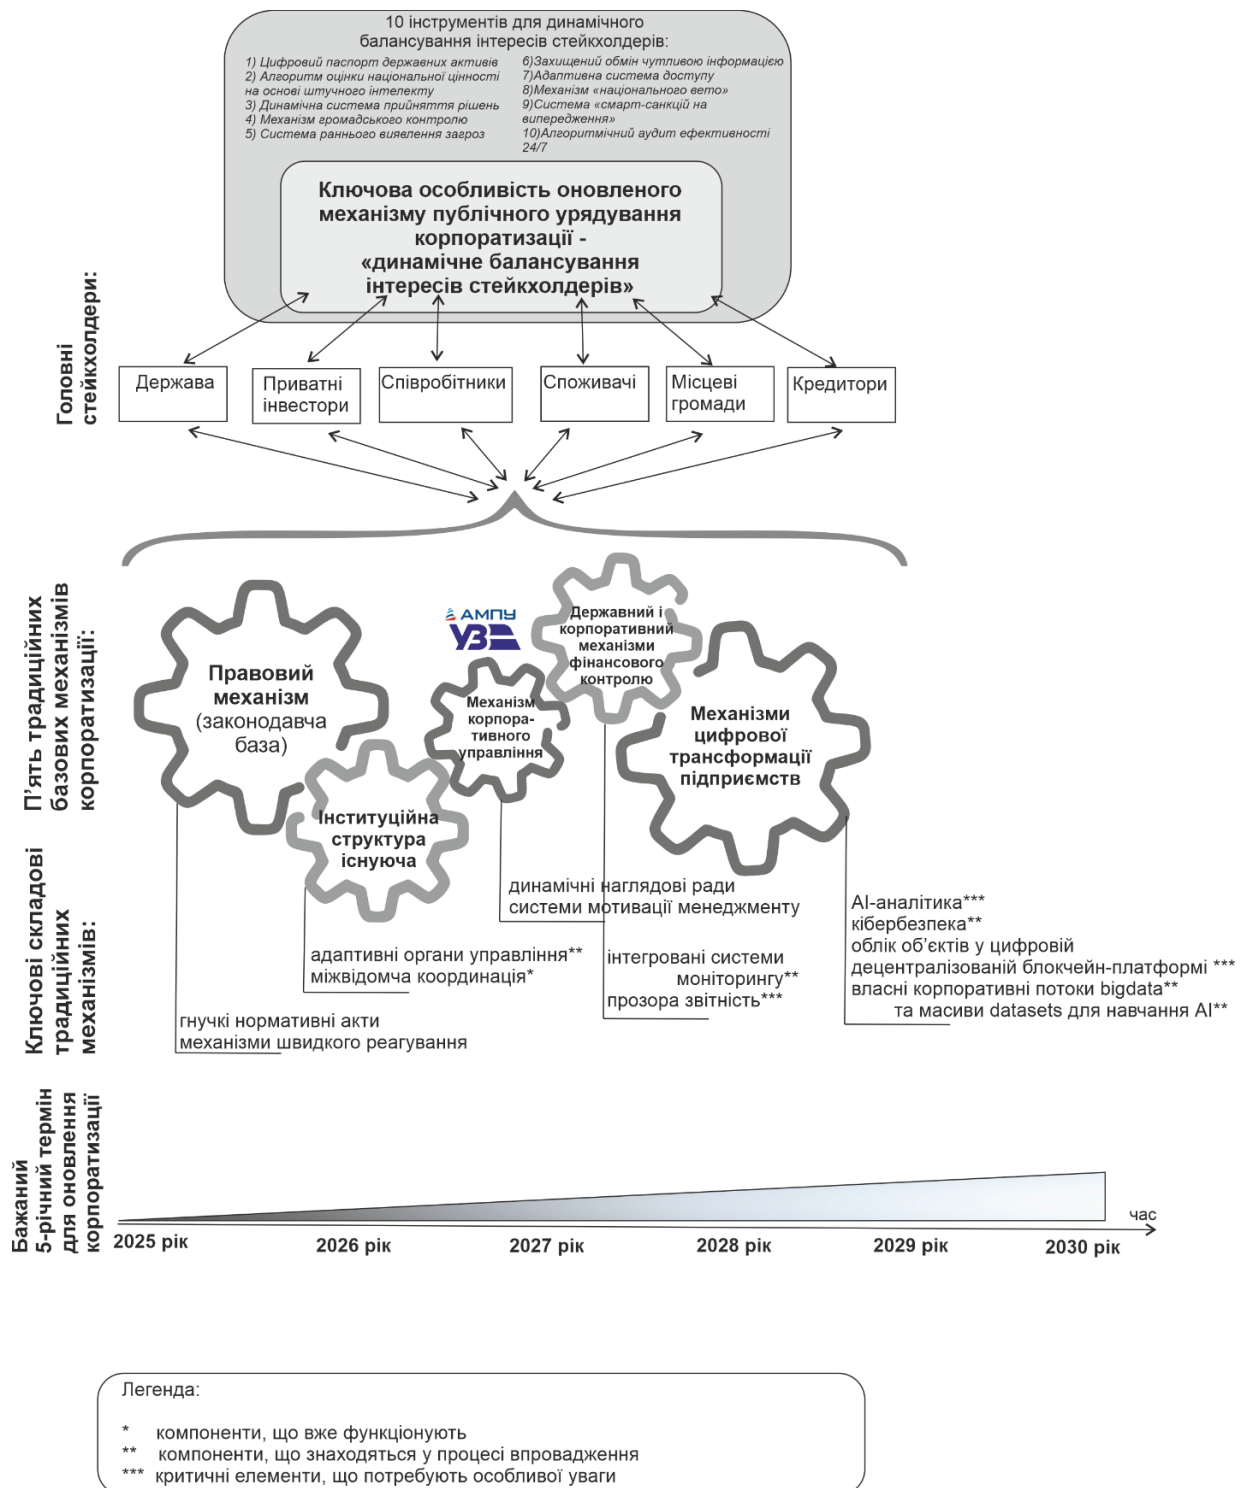 10 інструментів для динамічного
балансування інтересів стейкхолдерів:
1) Цифровий паспорт державних активів
2) Алгоритм оцінки національної цінності
на основі штучного інтелекту
3) Динамічна система прийняття рішень
4) Механізм громадського контролю
5) Система раннього виявлення загроз
6)Захищений обмін чутливою інформацією
7)Адаптивна система доступу
8)Механізм «національного вето»
9)Система «смарт-санкцій на
випередження»
10)Алгоритмічний аудит ефективності
24/7
Ключова особливість оновленого
механізму публічного урядування
корпоратизації -
«динамічне балансування
інтересів стейкхолдерів»
Головні
стейкхолдери:
Держава
Приватні
інвестори
Співробітники
Споживачі
Місцеві
громади
Кредитори
П'ять традиційних
базових механізмів
корпоратизації:
Правовий
механізм
(законодавча
база)
Інституційна
структура
існуюча
АМПУ
УЗ
Механізм
корпора-
тивного
управління
Державний і
корпоративний
механізми
фінансового
контролю
Механізми
цифрової
трансформації
підприємств
Ключові складові
традиційних
механізмів:
гнучкі нормативні акти
механізми швидкого реагування
адаптивні органи управління**
міжвідомча координація*
динамічні наглядові ради
системи мотивації менеджменту
інтегровані системи
моніторингу**
прозора звітність***
АІ-аналітика***
кібербезпека**
облік об'єктів у цифровій
децентралізованій блокчейн-платформі ***
власні корпоративні потоки bigdata**
та масиви datasets для навчання АІ**
Бажаний
5-річний термін
для оновлення
корпоратизації
час
2025 рік
2026 рік
2027 рік
2028 рік
2029 рік
2030 рік
Легенда:
* компоненти, що вже функціонують
** компоненти, що знаходяться у процесі впровадження
*** критичні елементи, що потребують особливої уваги